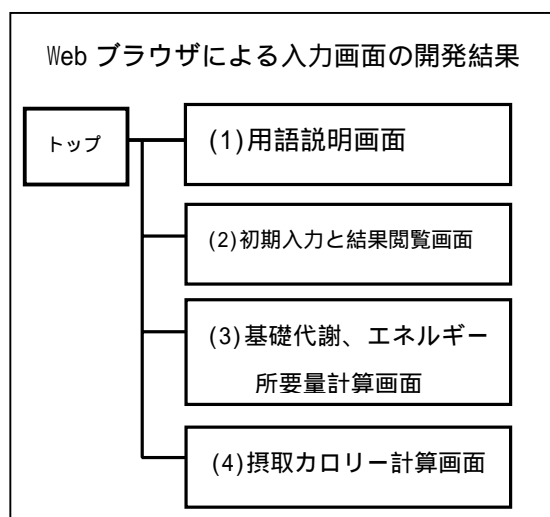 Web ブラウザによる入力画面の開発結果
トップ
(1)用語説明画面
(2)初期入力と結果閲覧画面
(3)基礎代謝、エネルギー
所要量計算画面
(4)摂取カロリー計算画面